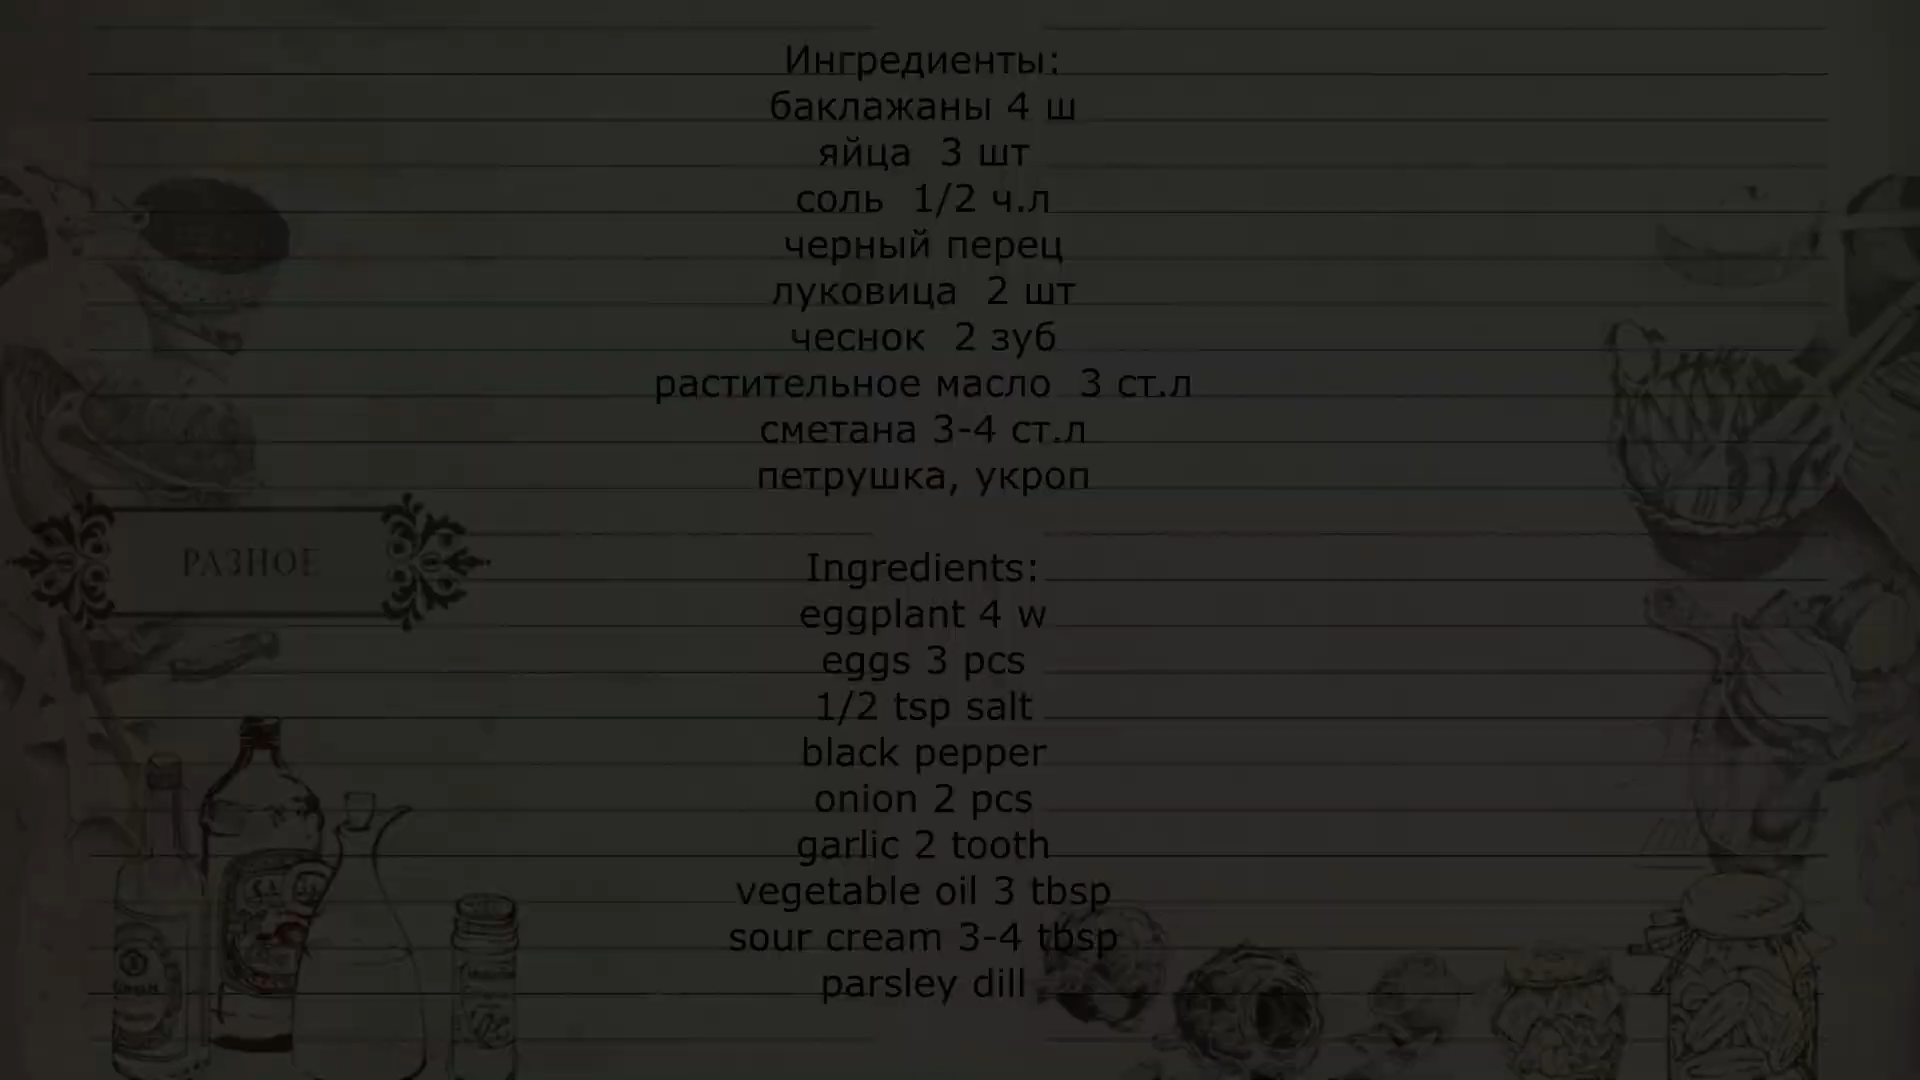 Ингредиенты:
баклажаны 4 ш
яйца 3 шт
соль 1/2 ч.л
черный перец
луковица 2 шт
чеснок 2 зуб
растительное масло 3 ст.л
сметана 3-4 ст.л
петрушка, укроп
РАЗНОЕ
Ingredients:
eggplant 4 w
eggs 3 pcs
1/2 tsp salt
black pepper
onion 2 pcs
garlic 2 tooth
vegetable oil 3 tbsp
sour cream 3-4 tbsp
parsley dill